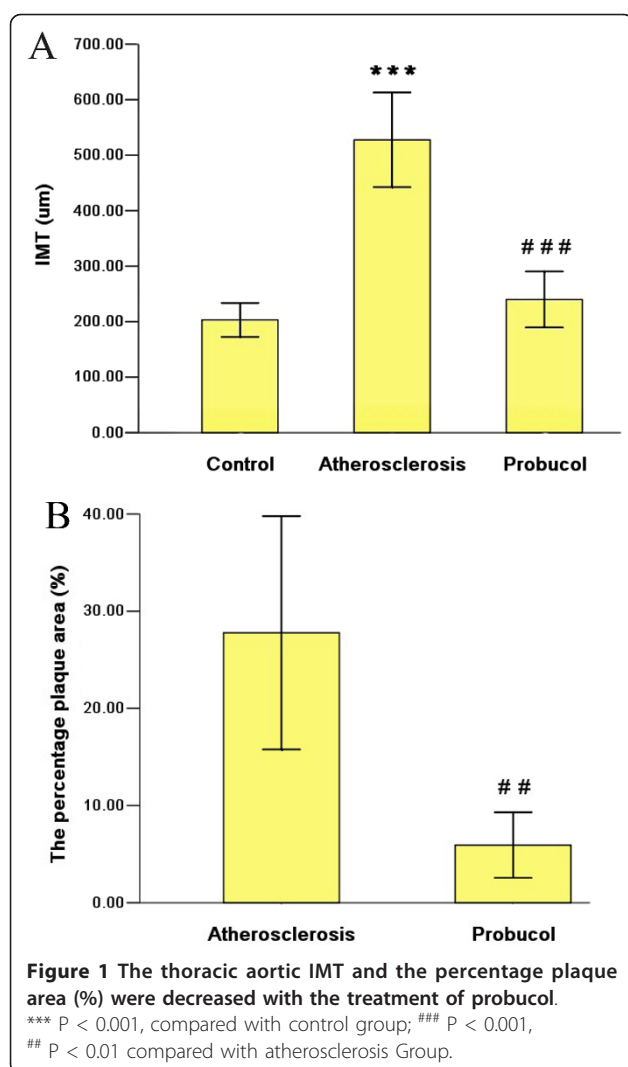 A
700.00
***
600.00
500.00
400.00
300.00
200.00
100.00
0.00
IMT (um)
###
Control Atherosclerosis Probucol
B
40.00
30.00
20.00
10.00
0.00
The percentage plaque area (%)
##
Atherosclerosis Probucol
Figure 1 The thoracic aortic IMT and the percentage plaque
area (%) were decreased with the treatment of probucol.
*** P < 0.001, compared with control group; ### P < 0.001,
## P < 0.01 compared with atherosclerosis Group.